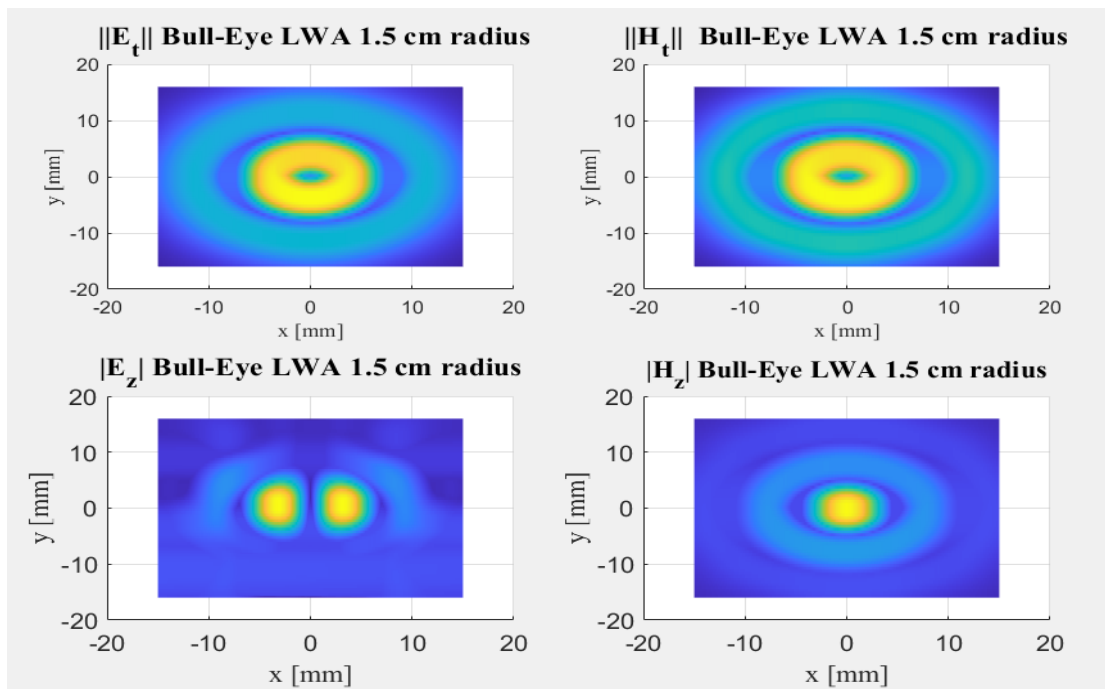 ||E_t|| Bull-Eye LWA 1.5 cm radius
20
10
0
-10
-20
y [mm]
-20 -10 0 10 20
x [mm]
||H_t|| Bull-Eye LWA 1.5 cm radius
20
10
0
-10
-20
y [mm]
-20 -10 0 10 20
x [mm]
|E_z| Bull-Eye LWA 1.5 cm radius
20
10
0
-10
-20
y [mm]
-20 -10 0 10 20
x [mm]
|H_z| Bull-Eye LWA 1.5 cm radius
20
10
0
-10
-20
y [mm]
-20 -10 0 10 20
x [mm]